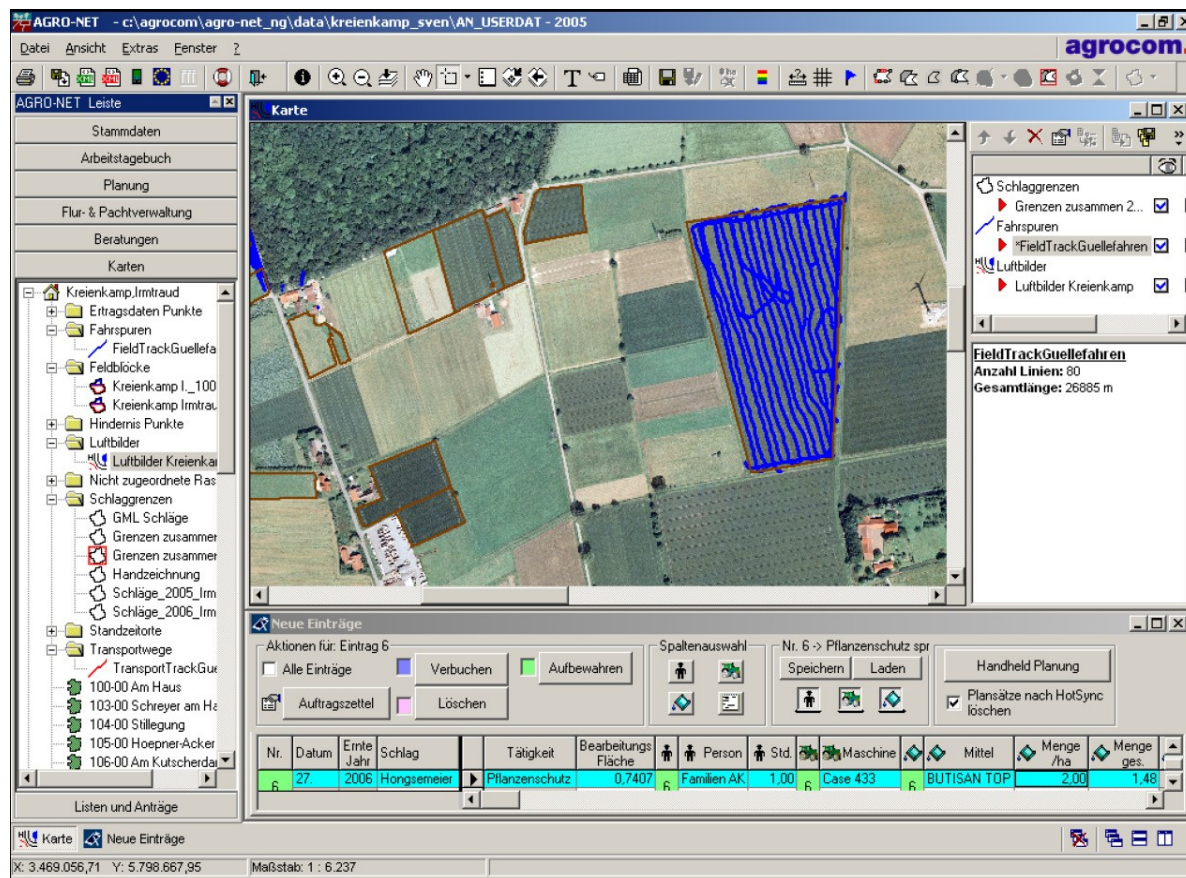 AGRO-NET - c:\agrocom\agro-net_ng\data\kreienkamp_sven\AN_USERDAT - 2005
Datei Ansicht Extras Fenster ?
agrocom.
AGRO-NET Leiste
Stammdaten
Arbeitstagebuch
Planung
Flur- & Pachtverwaltung
Beratungen
Karten
Kreienkamp,Irmtraud
Ertragsdaten Punkte
Fahrspuren
FieldTrackGuellefa
Feldblöcke
Kreienkamp I._100
Kreienkamp Irmtrau
Hindernis Punkte
Luftbilder
Luftbilder Kreienka
Nicht zugeordnete Ras
Schlaggrenzen
GML Schläge
Grenzen zusammer
Grenzen zusammer
Handzeichnung
Schläge_2005_Irm
Schläge_2006_Irm
Standzeitorte
Transportwege
TransportTrackGue
100-00 Am Haus
103-00 Schreyer am Ha
104-00 Stillegung
105-00 Hoepner-Acker
106-00 Am Kutscherda
Listen und Anträge
Karte
Schlaggrenzen
Grenzen zusammen 2...
Fahrspuren
*FieldTrackGuellefahren
Luftbilder
Luftbilder Kreienkamp
FieldTrackGuellefahren
Anzahl Linien: 80
Gesamtlänge: 26885 m
Neue Einträge
Aktionen für: Eintrag 6
Alle Einträge
Verbuchen
Aufbewahren
Auftragszettel
Löschen
Spaltenauswahl
Nr. 6 -> Pflanzenschutz spr
Speichern Laden
Handheld Planung
Plansätze nach HotSync löschen
Nr. Datum Ernte Jahr Schlag Tätigkeit Bearbeitungs Fläche Person Std. Maschine Mittel Menge /ha Menge ges.
6 27. 2006 Hongsemeier Pflanzenschutz 0,7407 6 Familien AK 1,00 6 Case 433 6 BUTISAN TOP 2,00 1,48
Karte Neue Einträge
X: 3.469.056,71 Y: 5.798.667,95 Maßstab: 1 : 6.237